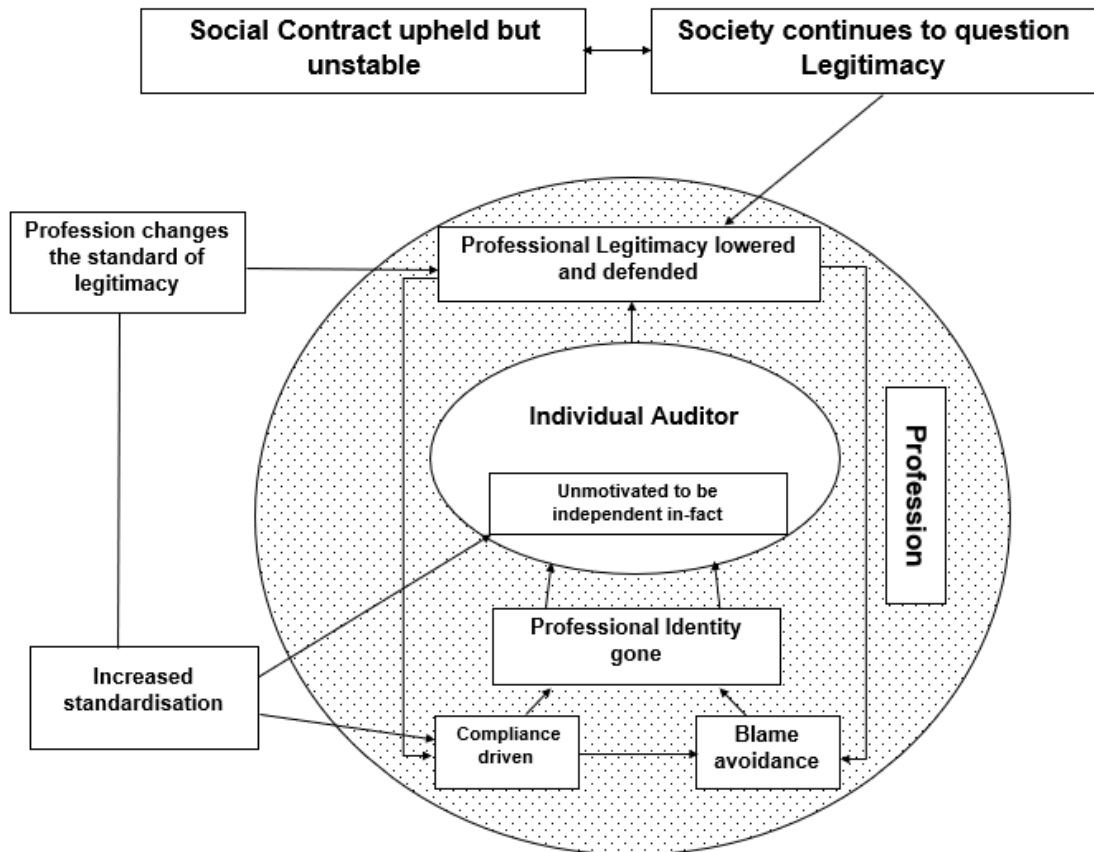 Social Contract upheld but
unstable
Society continues to question
Legitimacy
Profession changes
the standard of
legitimacy
Professional Legitimacy lowered
and defended
Individual Auditor
Unmotivated to be
independent in-fact
Profession
Professional Identity
gone
Increased
standardisation
Compliance
driven
Blame
avoidance